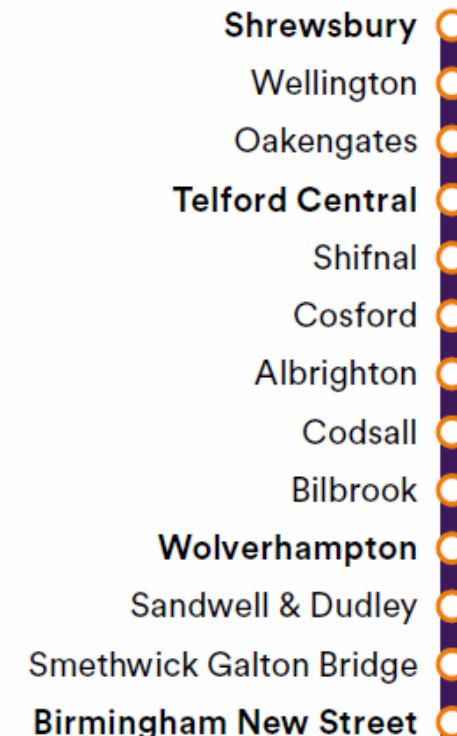 Shrewsbury
Wellington
Oakengates
Telford Central
Shifnal
Cosford
Albrighton
Codsall
Bilbrook
Wolverhampton
Sandwell & Dudley
Smethwick Galton Bridge
Birmingham New Street